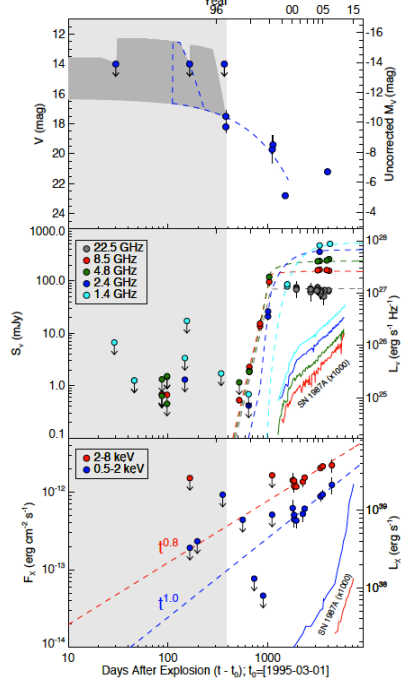 Year
96 00 05 15
12
14
16
18
20
22
24
V (mag)
-16
-14
-12
-10
-8
-6
-4
Uncorrected M_V (mag)
22.5 GHz
8.5 GHz
4.8 GHz
2.4 GHz
1.4 GHz
1000.0
100.0
10.0
1.0
0.1
S_ν (mJy)
10^28
10^27
10^26
10^25
L_ν (erg s^-1 Hz^-1)
SN 1987A (x1000)
2-8 keV
0.5-2 keV
10^-12
10^-13
10^-14
F_X (erg cm^-2 s^-1)
t^0.8
t^1.0
10^39
10^38
L_X (erg s^-1)
SN 1987A (x1000)
10 100 1000
Days After Explosion (t - t_0); t_0=[1995-03-01]